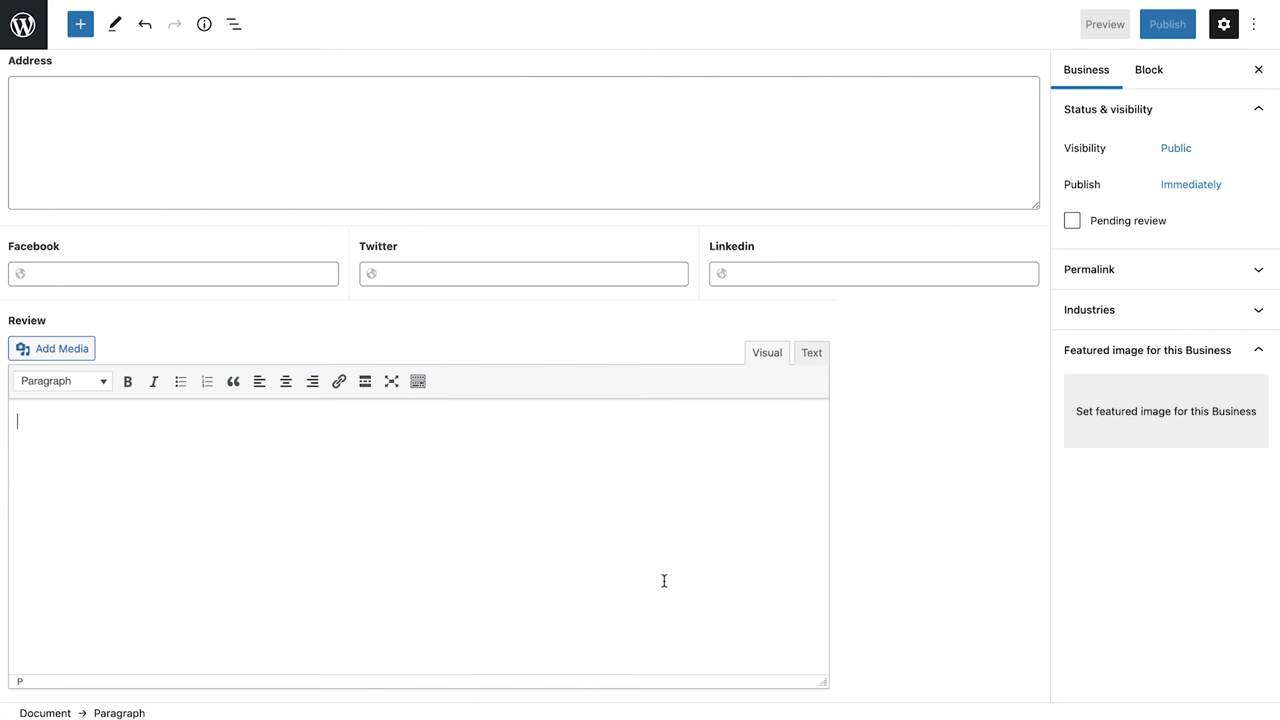 Preview Publish
Address
Business Block
Status & visibility
Visibility Public
Publish Immediately
Pending review
Facebook Twitter Linkedin
Permalink
Industries
Review
Add Media
Visual Text
Featured image for this Business
Paragraph B I
Set featured image for this Business
P
Document → Paragraph